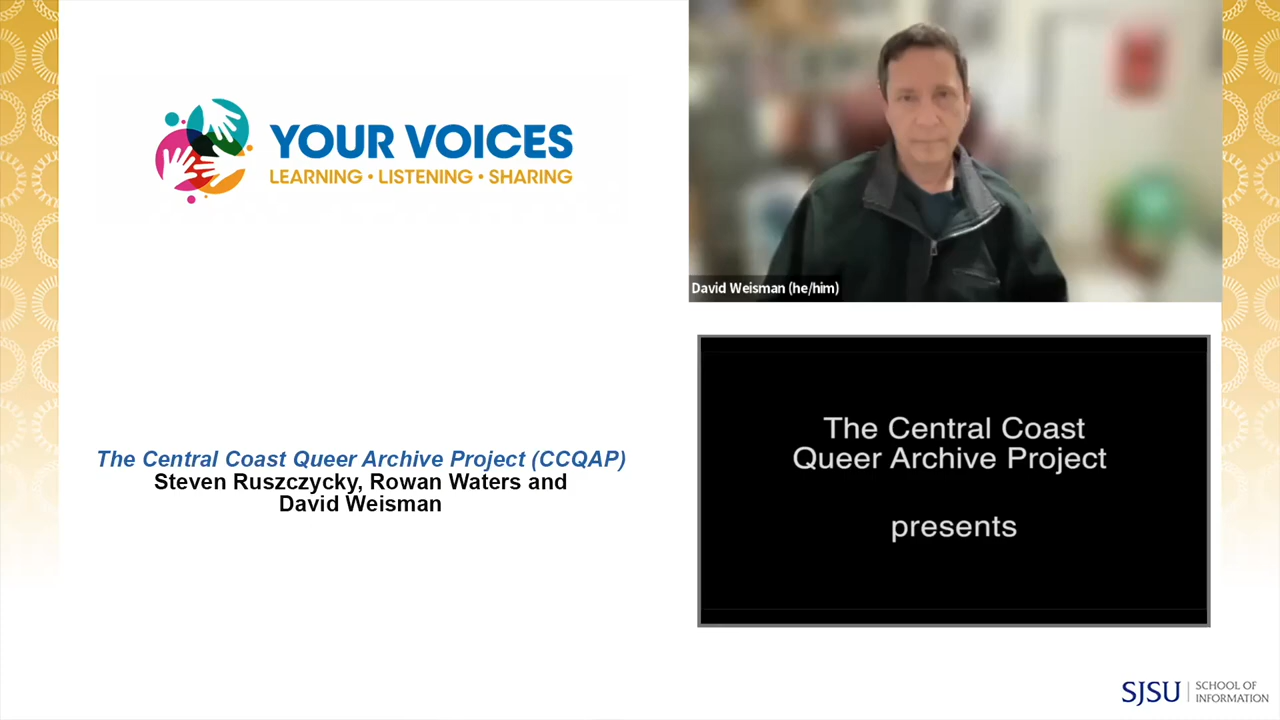 YOUR VOICES
LEARNING • LISTENING • SHARING
David Weisman (he/him)
The Central Coast Queer Archive Project (CCQAP)
Steven Ruszczycky, Rowan Waters and
David Weisman
The Central Coast
Queer Archive Project
presents
SJSU | SCHOOL OF
INFORMATION